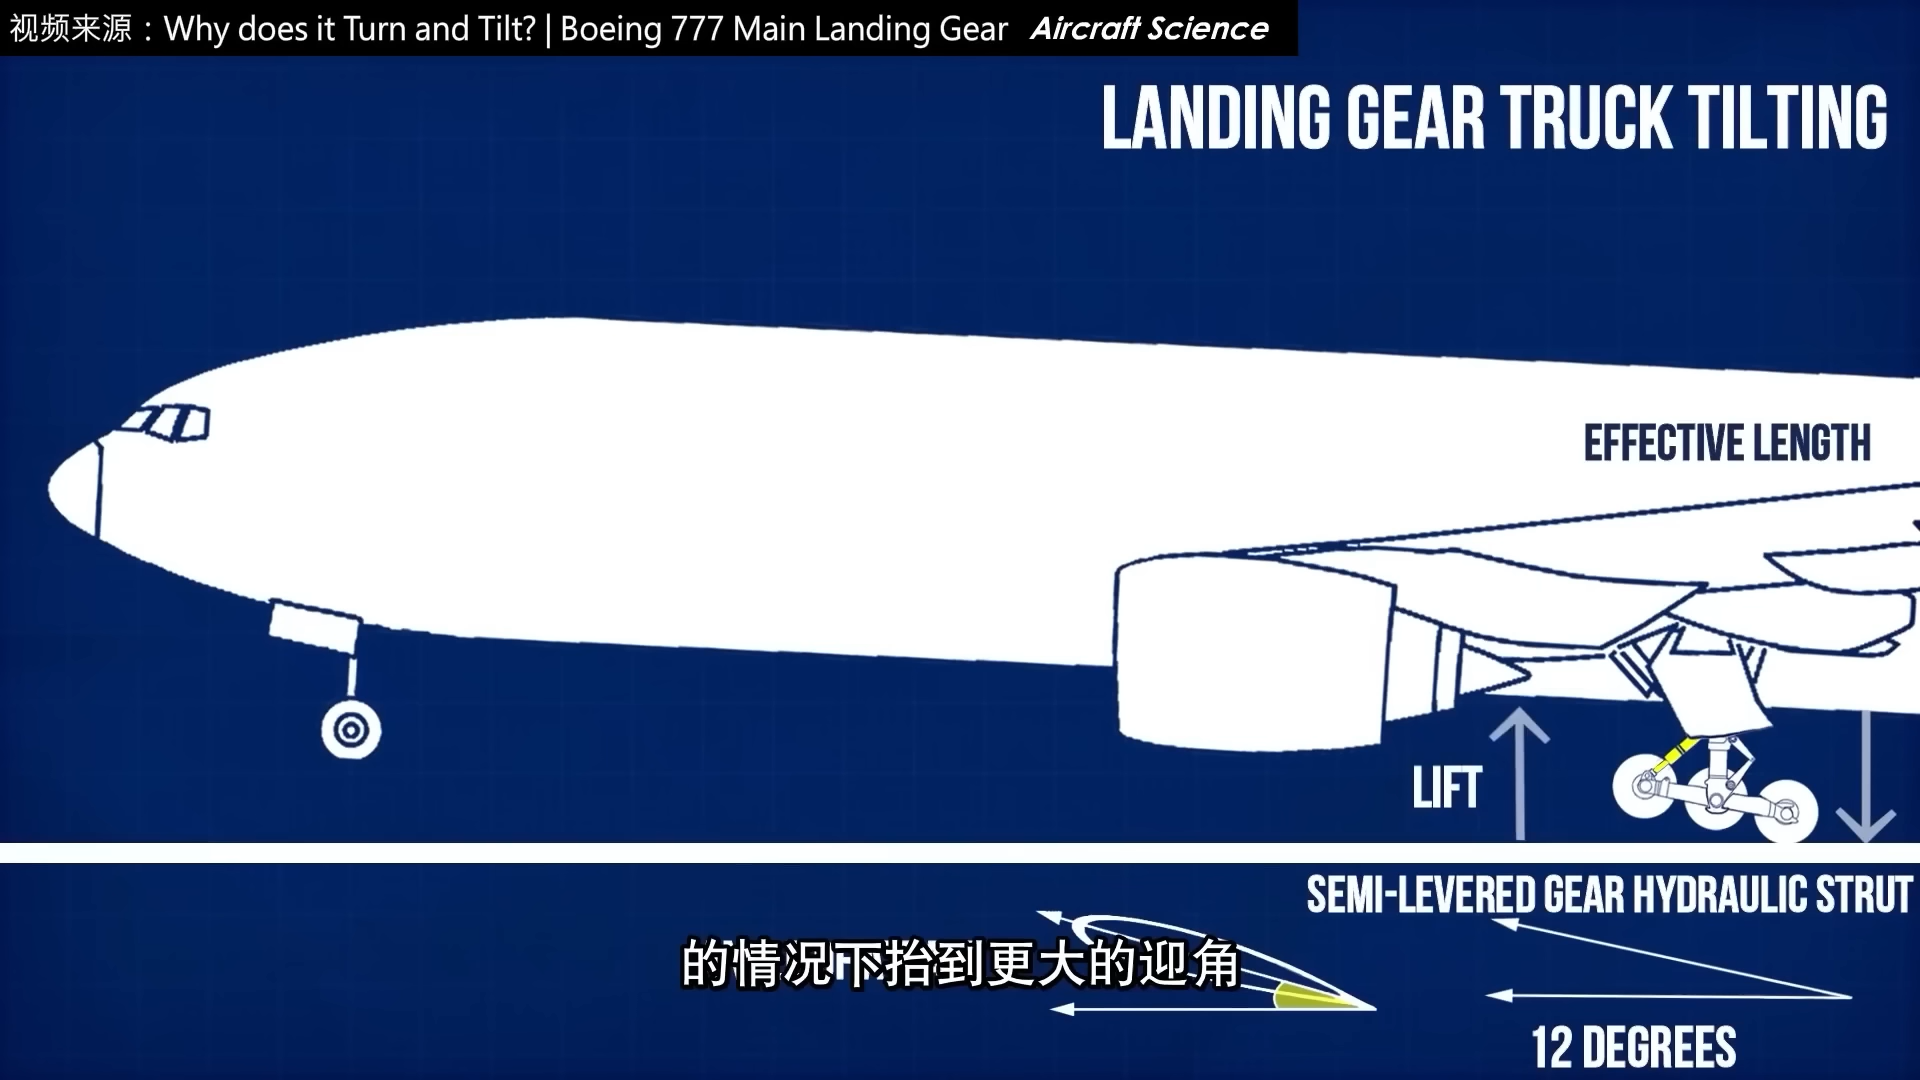 视频来源：Why does it Turn and Tilt? | Boeing 777 Main Landing Gear Aircraft Science
LANDING GEAR TRUCK TILTING
EFFECTIVE LENGTH
LIFT
SEMI-LEVERED GEAR HYDRAULIC STRUT
的情况下抬到更大的迎角
12 DEGREES